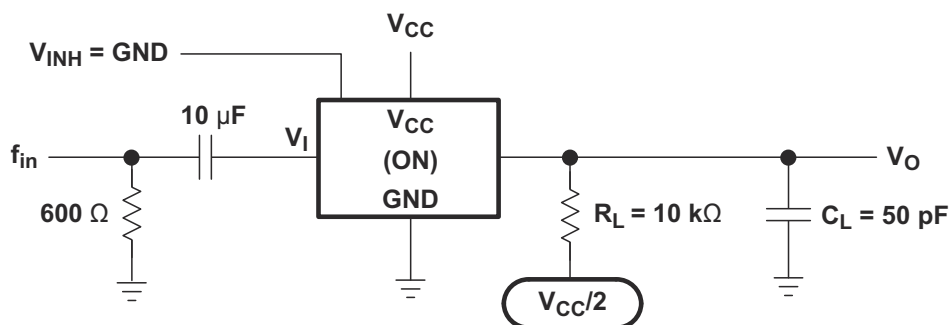 V_CC
V_INH = GND
10 µF
V_I
V_CC
(ON)
GND
f_in
V_O
600 Ω
R_L = 10 kΩ
C_L = 50 pF
V_CC/2